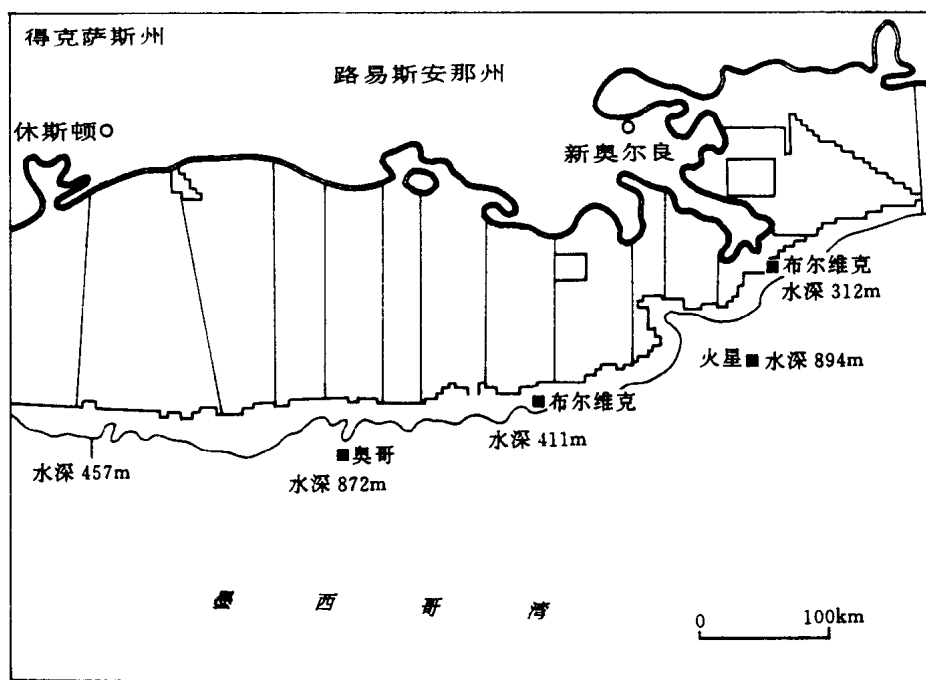 得克萨斯州
路易斯安那州
休斯顿
新奥尔良
布尔维克
水深 312m
火星 水深 894m
布尔维克
水深 411m
奥哥
水深 457m
水深 872m
墨西哥湾
0 100km